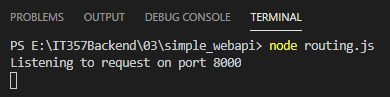 PROBLEMS OUTPUT DEBUG CONSOLE TERMINAL
PS E:\IT357Backend\03\simple_webapi> node routing.js
Listening to request on port 8000